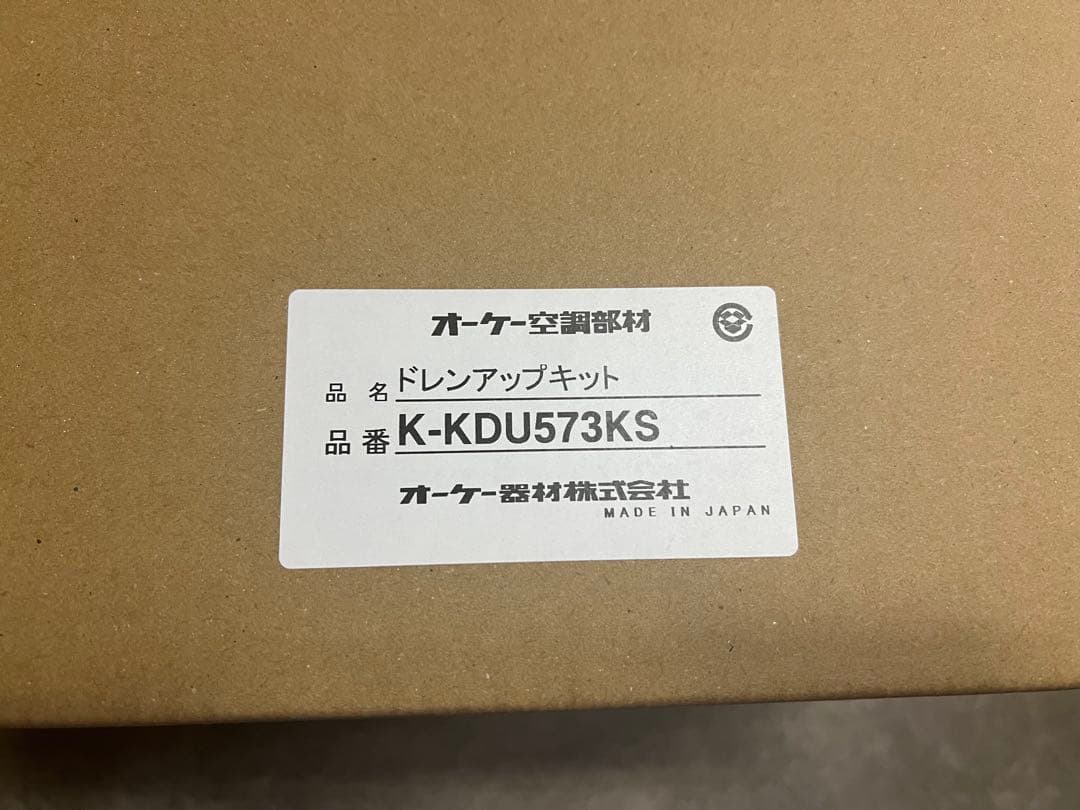 オーケー空調部材
品名 ドレンアップキット
品番 K-KDU573KS
オーケー器材株式会社
MADE IN JAPAN